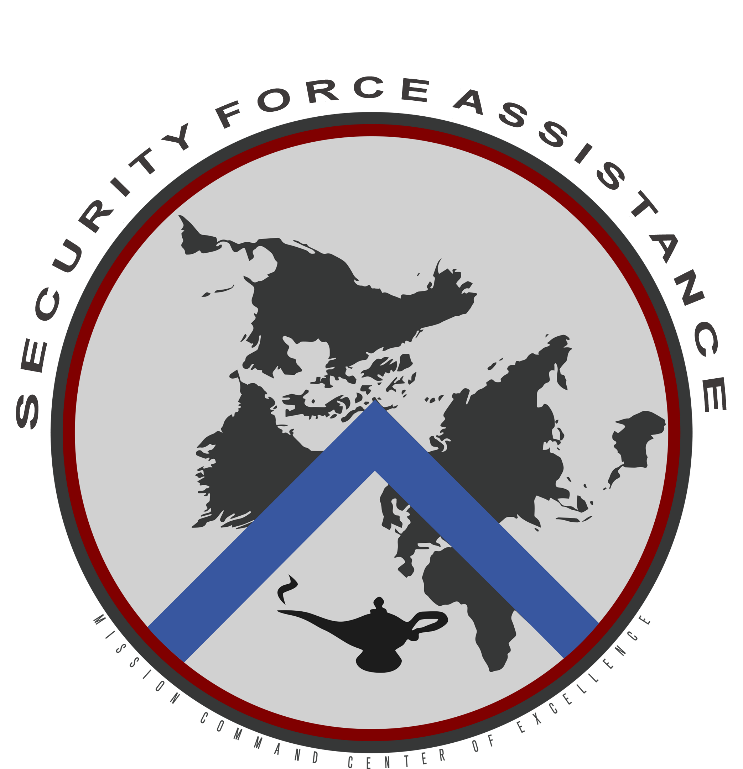 SECURITY FORCE ASSISTANCE
MISSION COMMAND CENTER OF EXCELLENCE